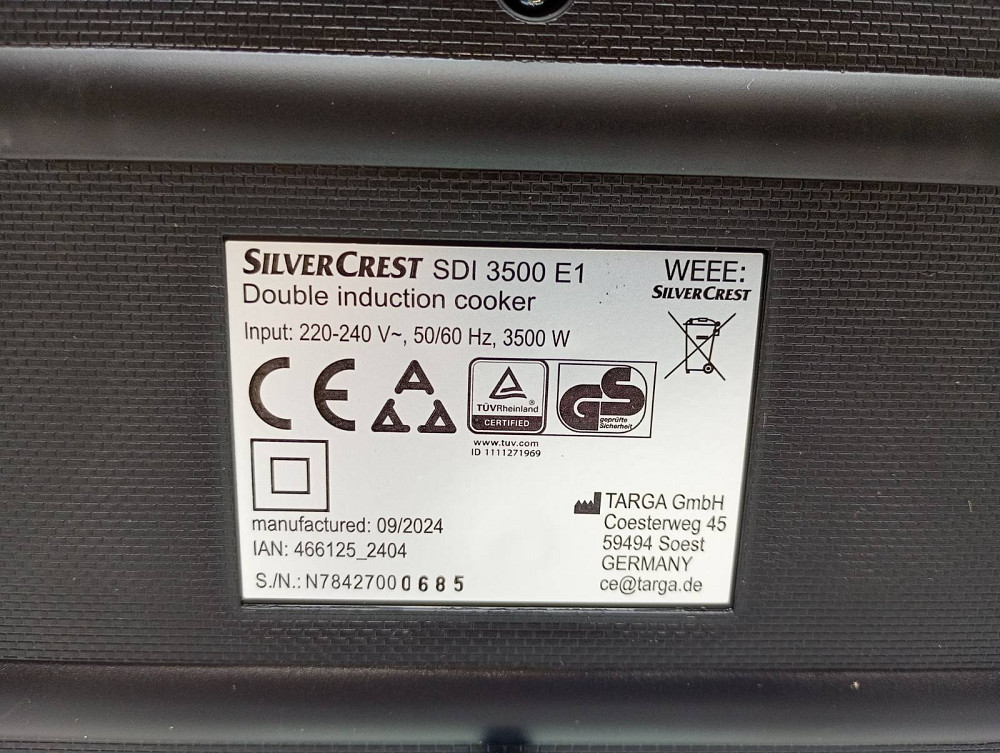 SILVERCREST SDI 3500 E1
Double induction cooker
Input: 220-240 V~, 50/60 Hz, 3500 W
WEEE:
SILVERCREST
CE
TÜVRheinland
CERTIFIED
www.tuv.com
ID 1111271969
GS
geprüfte
Sicherheit
manufactured: 09/2024
IAN: 466125_2404
S./N.: N78427000685
TARGA GmbH
Coesterweg 45
59494 Soest
GERMANY
ce@targa.de